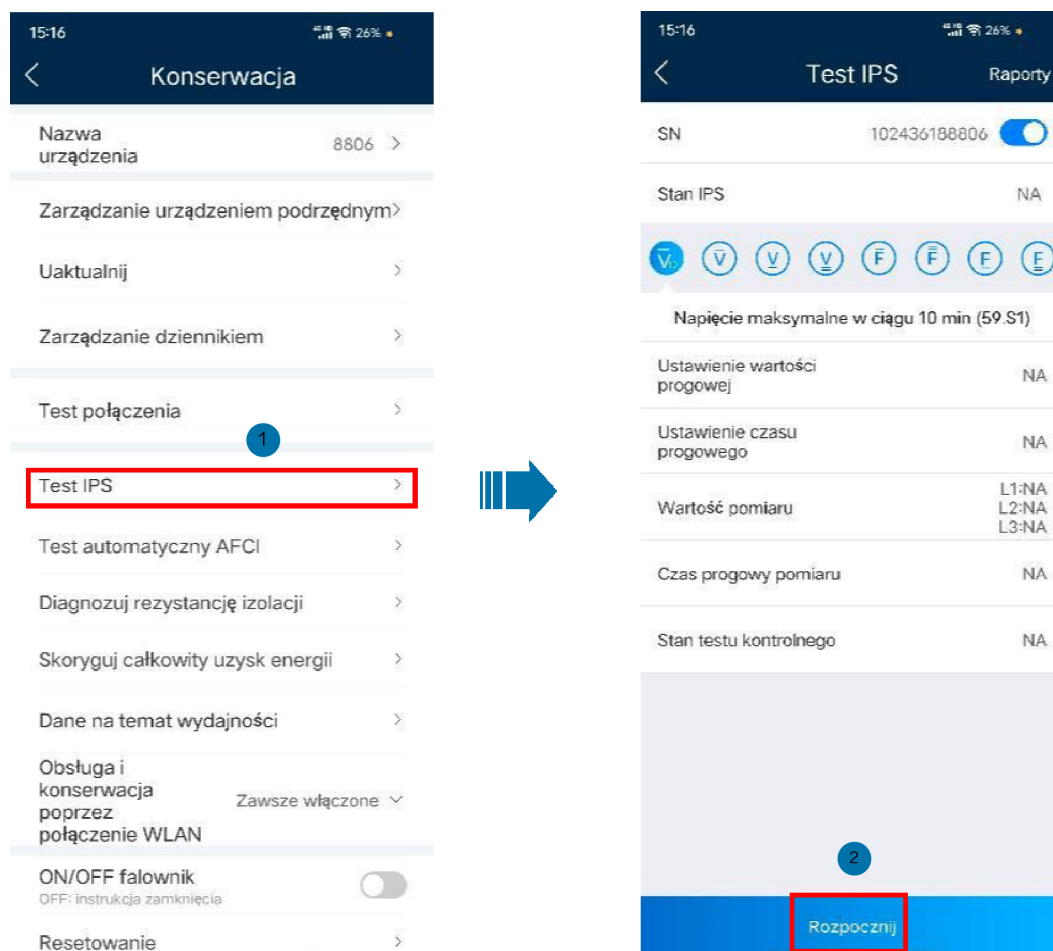 15:16
26%
Konserwacja
Nazwa
urządzenia
8806
Zarządzanie urządzeniem podrzędnym
Uaktualnij
Zarządzanie dziennikiem
Test połączenia
1
Test IPS
Test automatyczny AFCI
Diagnozuj rezystancję izolacji
Skoryguj całkowity uzysk energii
Dane na temat wydajności
Obsługa i
konserwacja
poprzez
połączenie WLAN
Zawsze włączone
ON/OFF falownik
OFF: instrukcja zamknięcia
Resetowanie
15:16
26%
Test IPS
Raporty
SN
102436188806
Stan IPS
NA
V V V V F F F F
Napięcie maksymalne w ciągu 10 min (59.S1)
Ustawienie wartości
progowej
NA
Ustawienie czasu
progowego
NA
Wartość pomiaru
L1:NA
L2:NA
L3:NA
Czas progowy pomiaru
NA
Stan testu kontrolnego
NA
2
Rozpocznij